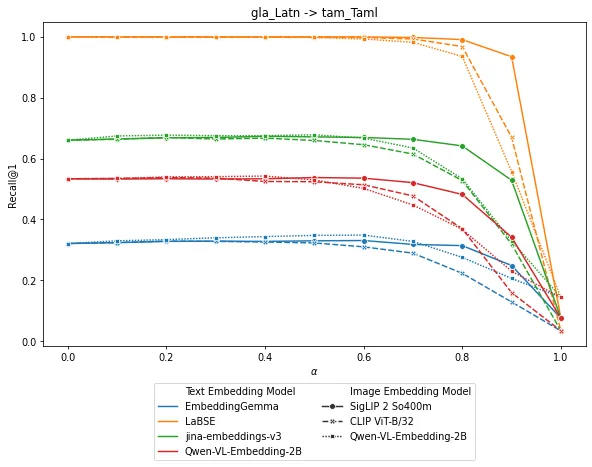 gla_Latn -> tam_Taml
1.0
0.8
0.6
0.4
0.2
0.0
Recall@1
0.0 0.2 0.4 0.6 0.8 1.0
α
Text Embedding Model Image Embedding Model
EmbeddingGemma SigLIP 2 So400m
LaBSE CLIP ViT-B/32
jina-embeddings-v3 Qwen-VL-Embedding-2B
Qwen-VL-Embedding-2B